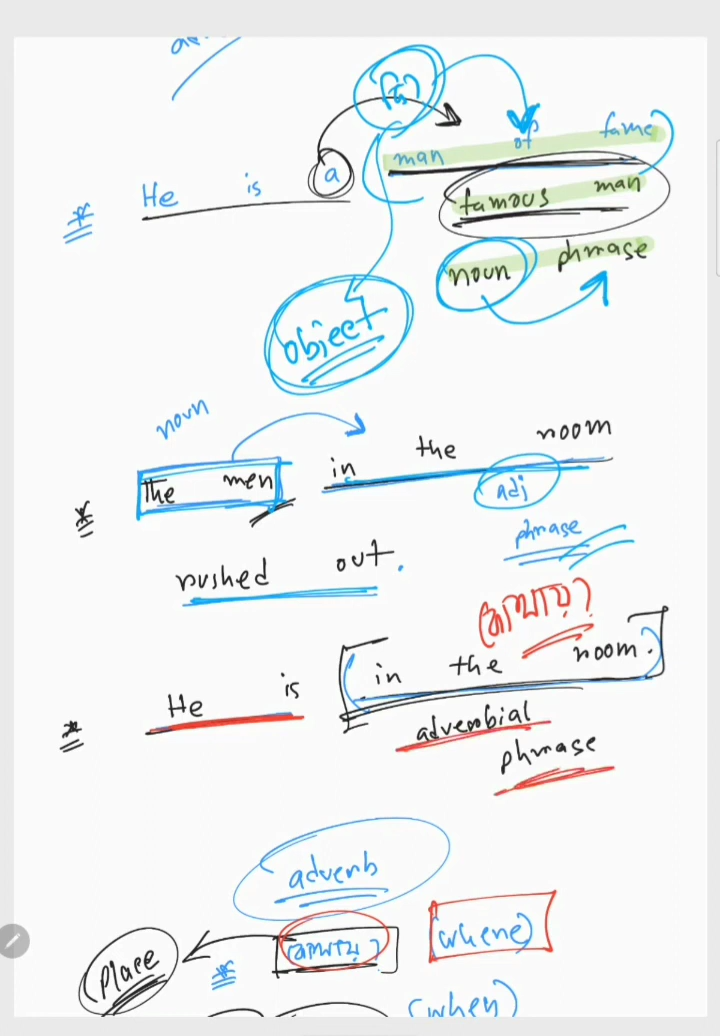 কি?
man of fame
He is a
famous man
noun phrase
object
noun
The men in the room
adj
phrase
rushed out.
কোথায়?
He is in the room.
adverbial
phrase
adverb
কোথায়?
(where)
place
(when)